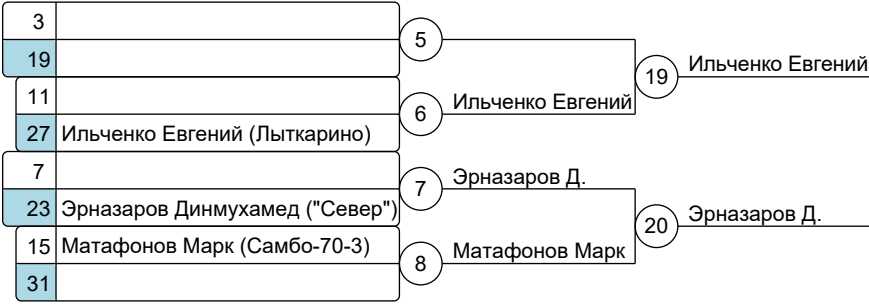 3
5
19
19 Ильченко Евгений
11
6 Ильченко Евгений
27 Ильченко Евгений (Лыткарино)
7
7 Эрназаров Д.
23 Эрназаров Динмухамед ("Север")
20 Эрназаров Д.
15 Матафонов Марк (Самбо-70-3)
8 Матафонов Марк
31